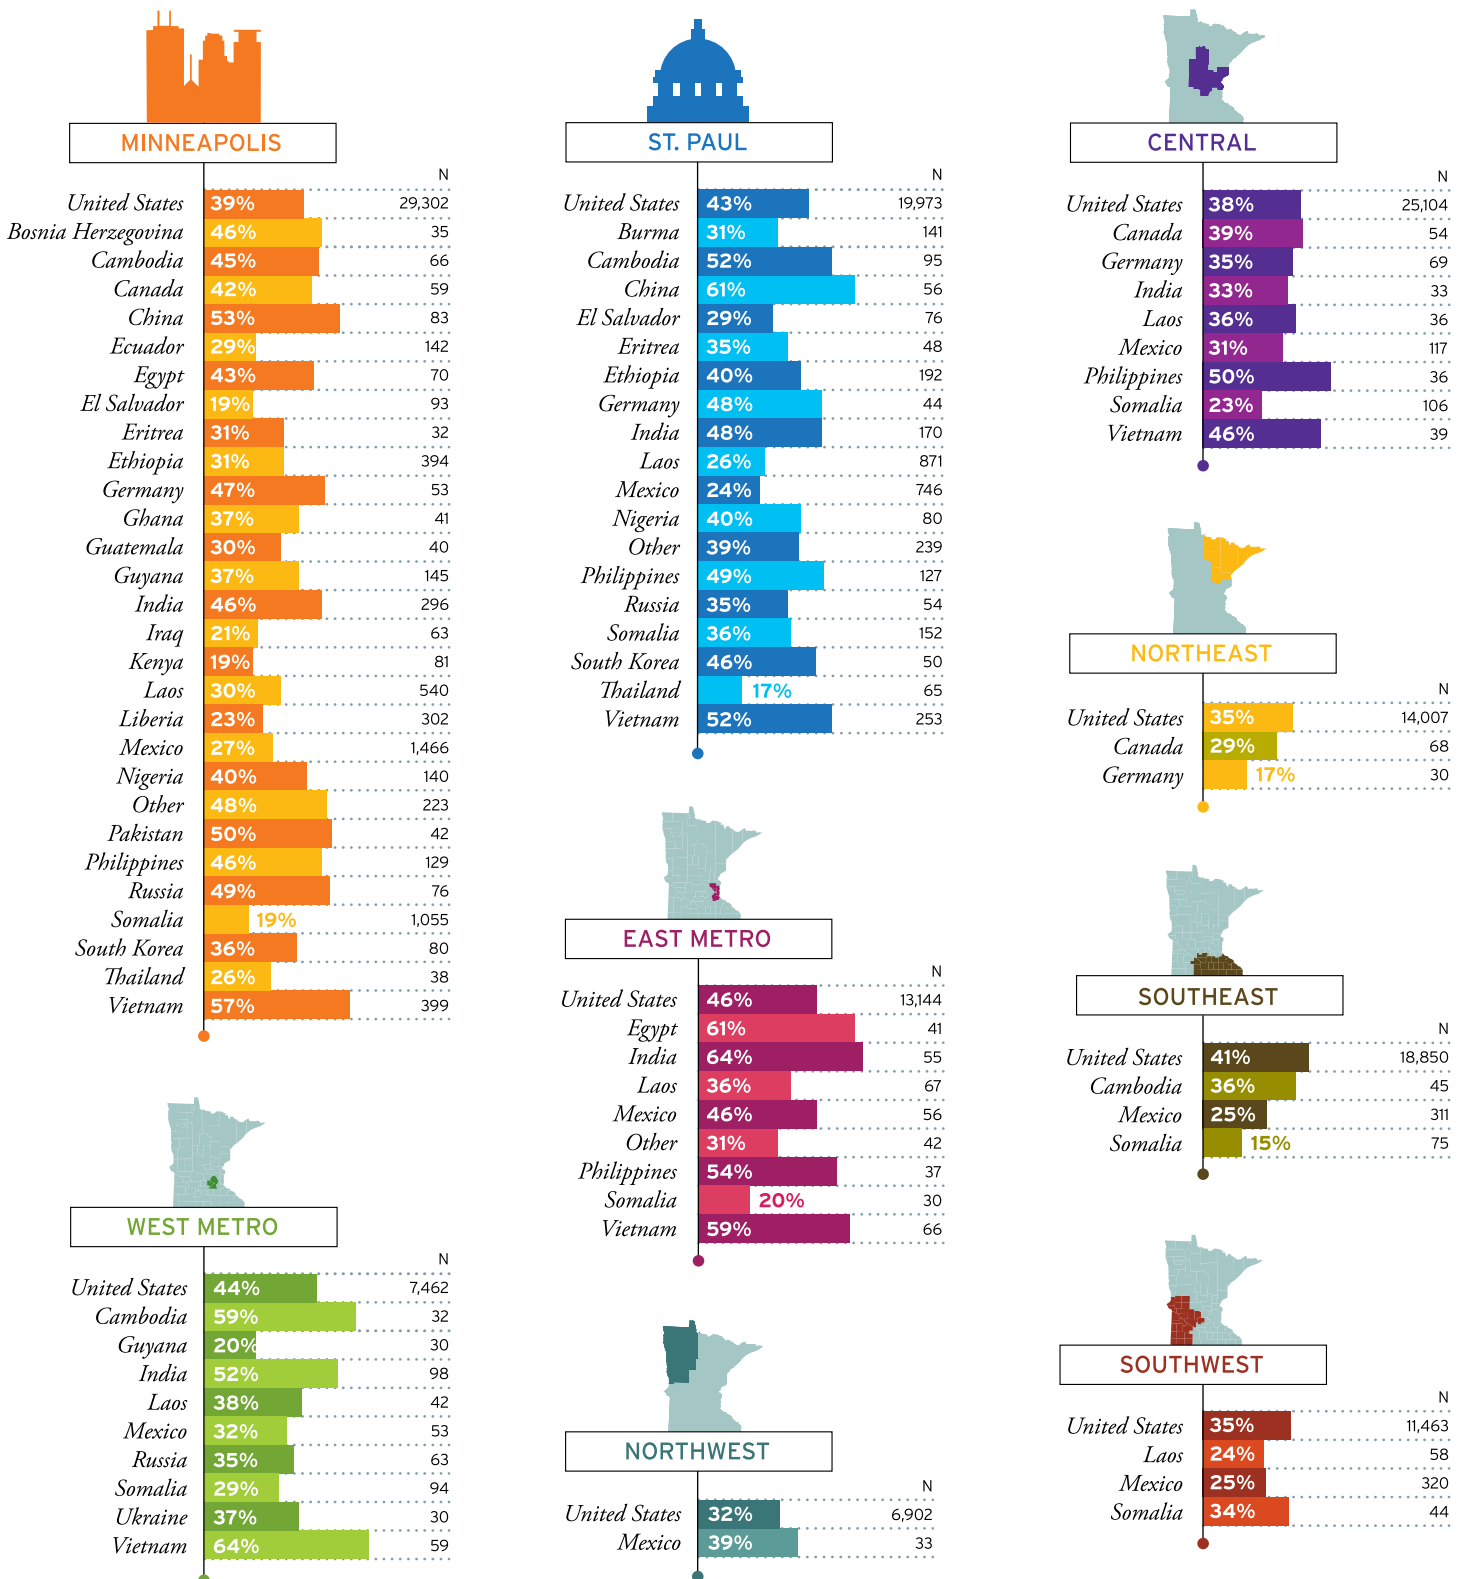 MINNEAPOLIS
N
United States 39% 29,302
Bosnia Herzegovina 46% 35
Cambodia 45% 66
Canada 42% 59
China 53% 83
Ecuador 29% 142
Egypt 43% 70
El Salvador 19% 93
Eritrea 31% 32
Ethiopia 31% 394
Germany 47% 53
Ghana 37% 41
Guatemala 30% 40
Guyana 37% 145
India 46% 296
Iraq 21% 63
Kenya 19% 81
Laos 30% 540
Liberia 23% 302
Mexico 27% 1,466
Nigeria 40% 140
Other 48% 223
Pakistan 50% 42
Philippines 46% 129
Russia 49% 76
Somalia 19% 1,055
South Korea 36% 80
Thailand 26% 38
Vietnam 57% 399
WEST METRO
N
United States 44% 7,462
Cambodia 59% 32
Guyana 20% 30
India 52% 98
Laos 38% 42
Mexico 32% 53
Russia 35% 63
Somalia 29% 94
Ukraine 37% 30
Vietnam 64% 59
ST. PAUL
N
United States 43% 19,973
Burma 31% 141
Cambodia 52% 95
China 61% 56
El Salvador 29% 76
Eritrea 35% 48
Ethiopia 40% 192
Germany 48% 44
India 48% 170
Laos 26% 871
Mexico 24% 746
Nigeria 40% 80
Other 39% 239
Philippines 49% 127
Russia 35% 54
Somalia 36% 152
South Korea 46% 50
Thailand 17% 65
Vietnam 52% 253
EAST METRO
N
United States 46% 13,144
Egypt 61% 41
India 64% 55
Laos 36% 67
Mexico 46% 56
Other 31% 42
Philippines 54% 37
Somalia 20% 30
Vietnam 59% 66
NORTHWEST
N
United States 32% 6,902
Mexico 39% 33
CENTRAL
N
United States 38% 25,104
Canada 39% 54
Germany 35% 69
India 33% 33
Laos 36% 36
Mexico 31% 117
Philippines 50% 36
Somalia 23% 106
Vietnam 46% 39
NORTHEAST
N
United States 35% 14,007
Canada 29% 68
Germany 17% 30
SOUTHEAST
N
United States 41% 18,850
Cambodia 36% 45
Mexico 25% 311
Somalia 15% 75
SOUTHWEST
N
United States 35% 11,463
Laos 24% 58
Mexico 25% 320
Somalia 34% 44